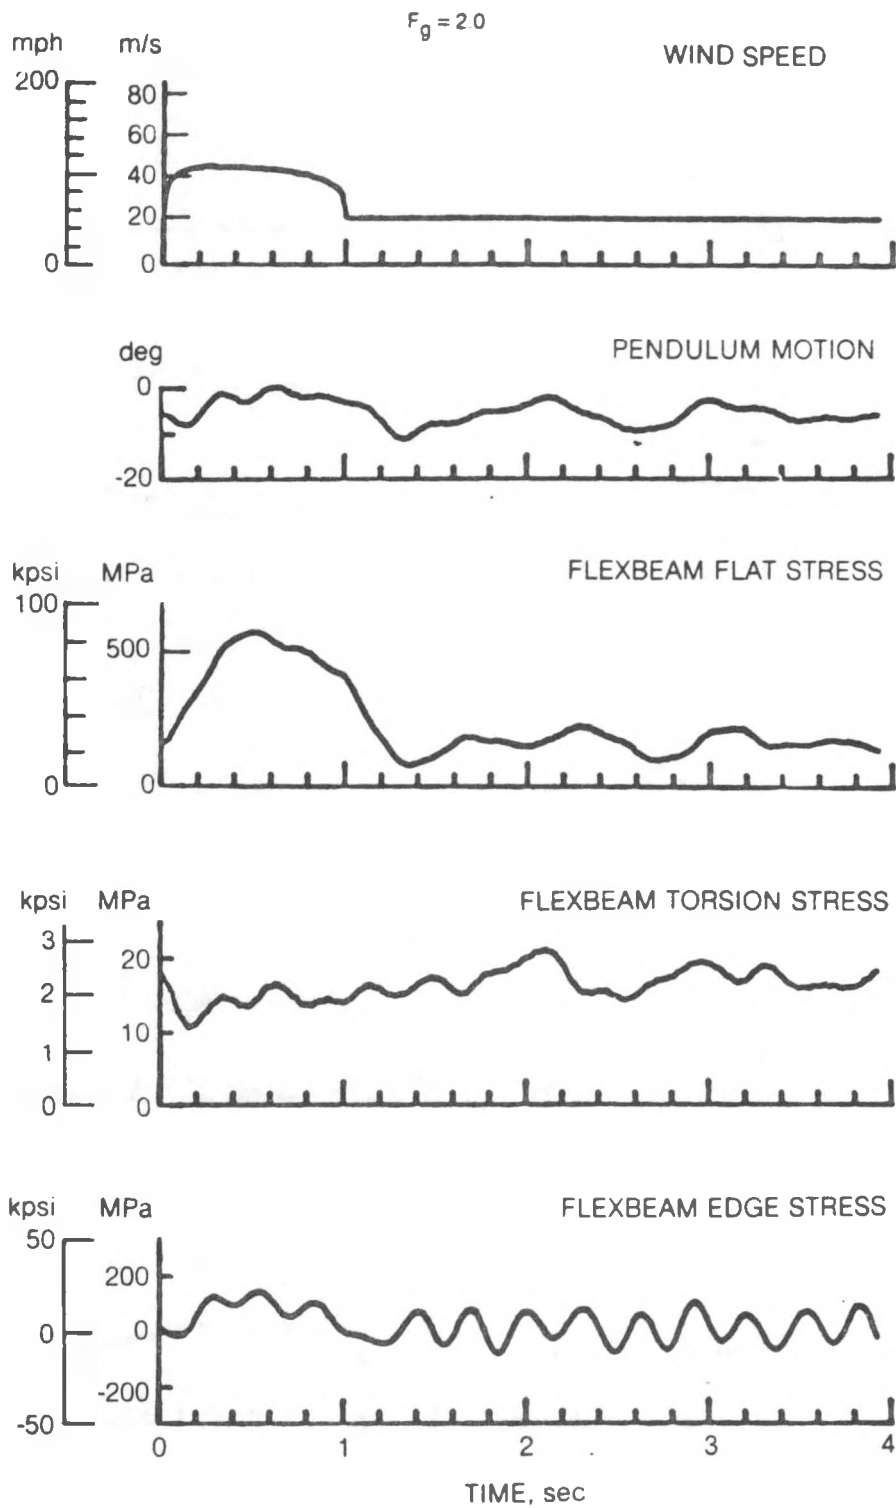 F_g = 2.0
mph m/s WIND SPEED
200
80
60
40
20
0 0
deg PENDULUM MOTION
0
-20
kpsi MPa FLEXBEAM FLAT STRESS
100
500
0 0
kpsi MPa FLEXBEAM TORSION STRESS
3
20
2
10
1
0 0
kpsi MPa FLEXBEAM EDGE STRESS
50
200
0 0
-200
-50
0 1 2 3 4
TIME, sec